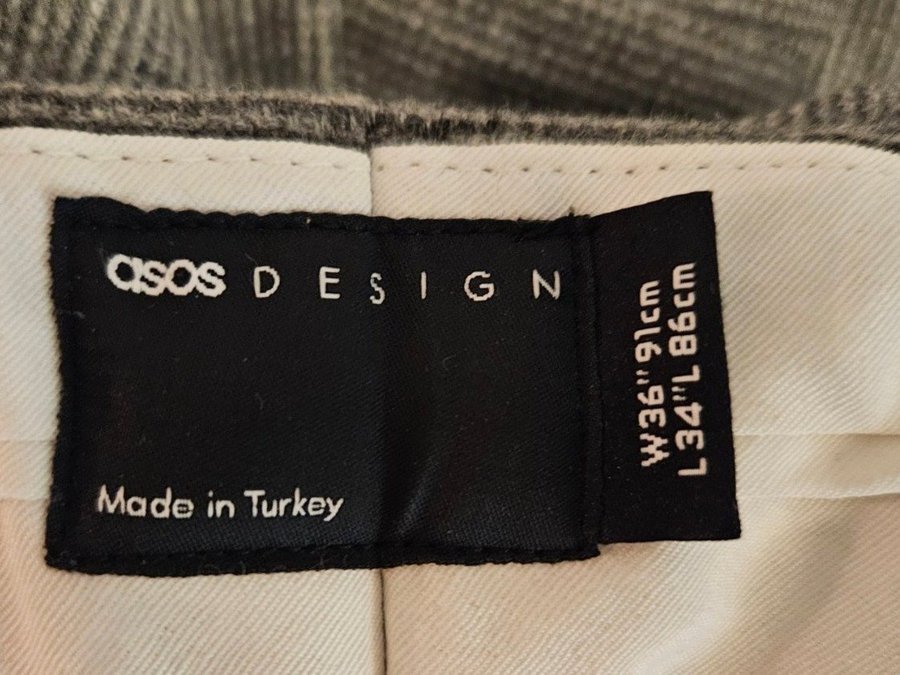 asos DESIGN
Made in Turkey
W36"91cm
L34"L 86cm